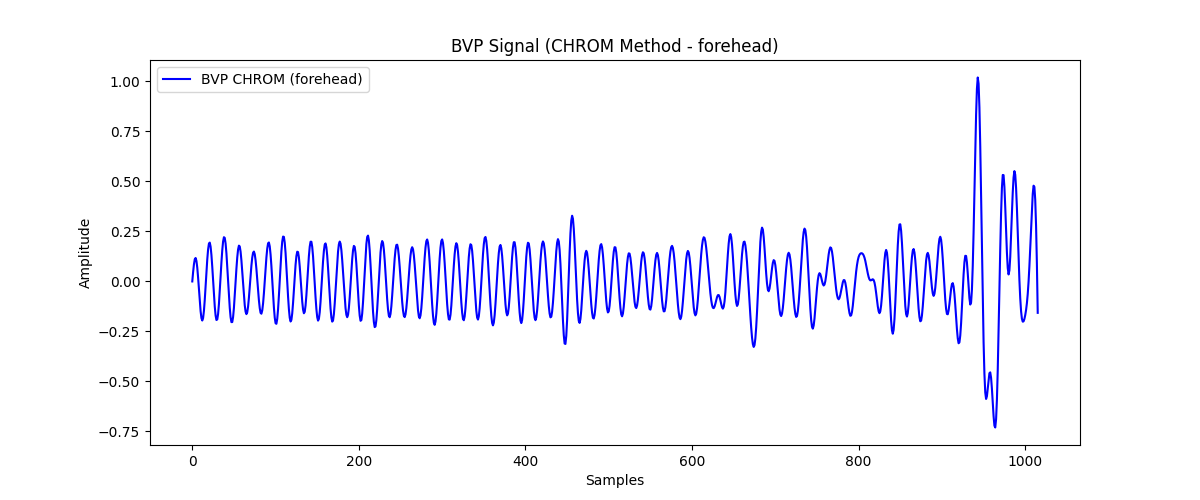 BVP Signal (CHROM Method - forehead)
BVP CHROM (forehead)
1.00
0.75
0.50
0.25
0.00
−0.25
−0.50
−0.75
Amplitude
0 200 400 600 800 1000
Samples